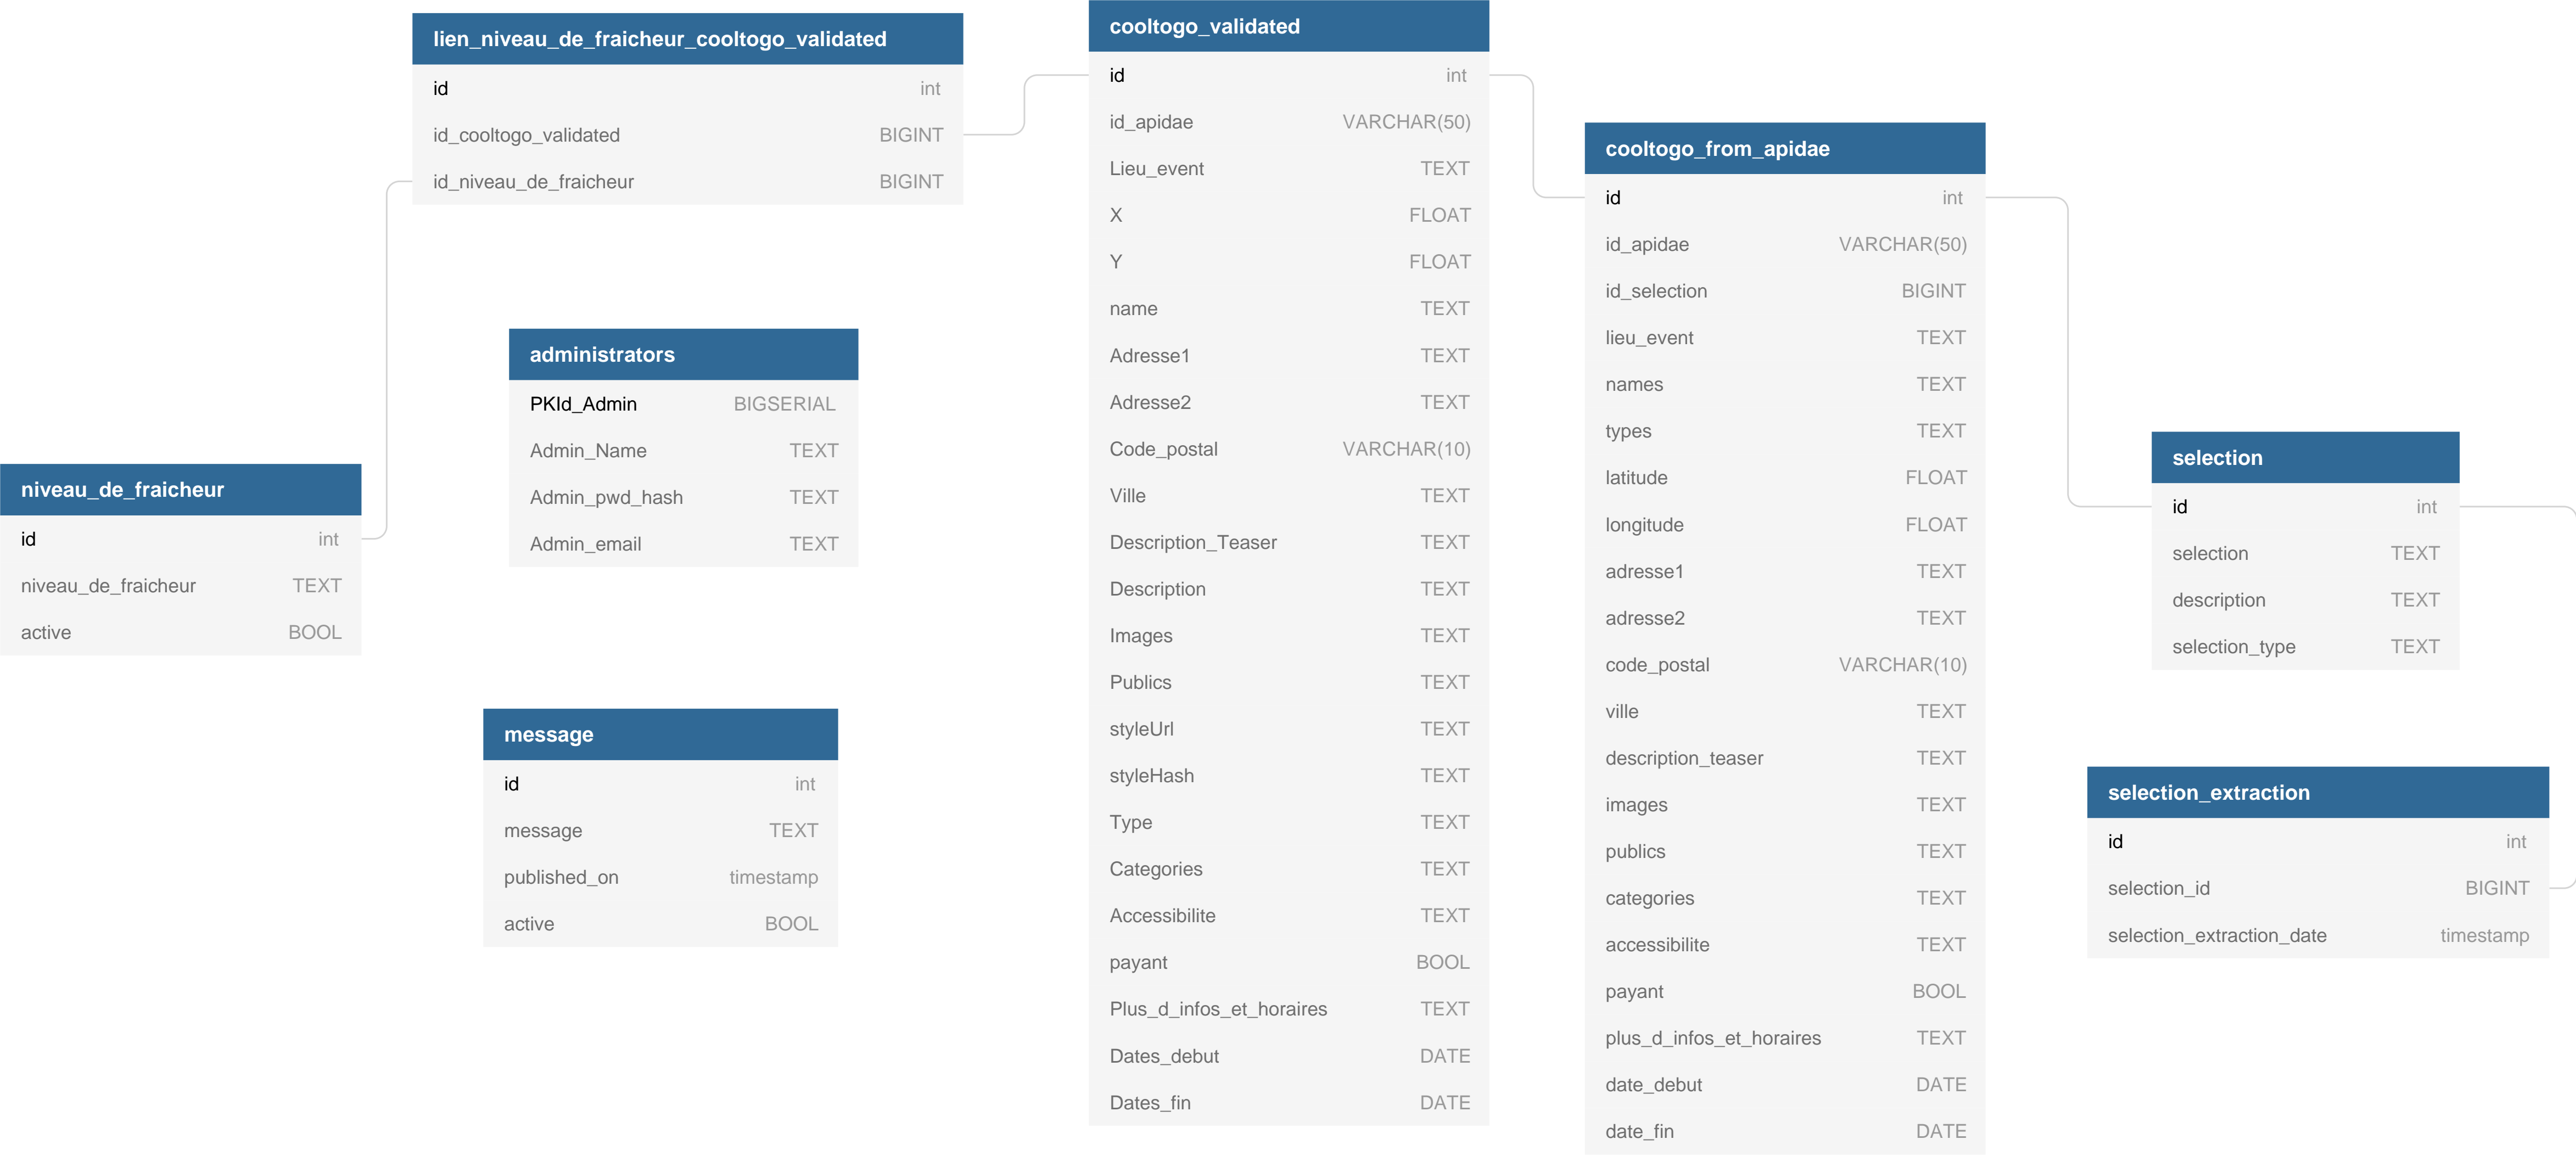 lien_niveau_de_fraicheur_cooltogo_validated
id int
id_cooltogo_validated BIGINT
id_niveau_de_fraicheur BIGINT
administrators
PKId_Admin BIGSERIAL
Admin_Name TEXT
Admin_pwd_hash TEXT
Admin_email TEXT
niveau_de_fraicheur
id int
niveau_de_fraicheur TEXT
active BOOL
message
id int
message TEXT
published_on timestamp
active BOOL
cooltogo_validated
id int
id_apidae VARCHAR(50)
Lieu_event TEXT
X FLOAT
Y FLOAT
name TEXT
Adresse1 TEXT
Adresse2 TEXT
Code_postal VARCHAR(10)
Ville TEXT
Description_Teaser TEXT
Description TEXT
Images TEXT
Publics TEXT
styleUrl TEXT
styleHash TEXT
Type TEXT
Categories TEXT
Accessibilite TEXT
payant BOOL
Plus_d_infos_et_horaires TEXT
Dates_debut DATE
Dates_fin DATE
cooltogo_from_apidae
id int
id_apidae VARCHAR(50)
id_selection BIGINT
lieu_event TEXT
names TEXT
types TEXT
latitude FLOAT
longitude FLOAT
adresse1 TEXT
adresse2 TEXT
code_postal VARCHAR(10)
ville TEXT
description_teaser TEXT
images TEXT
publics TEXT
categories TEXT
accessibilite TEXT
payant BOOL
plus_d_infos_et_horaires TEXT
date_debut DATE
date_fin DATE
selection
id int
selection TEXT
description TEXT
selection_type TEXT
selection_extraction
id int
selection_id BIGINT
selection_extraction_date timestamp